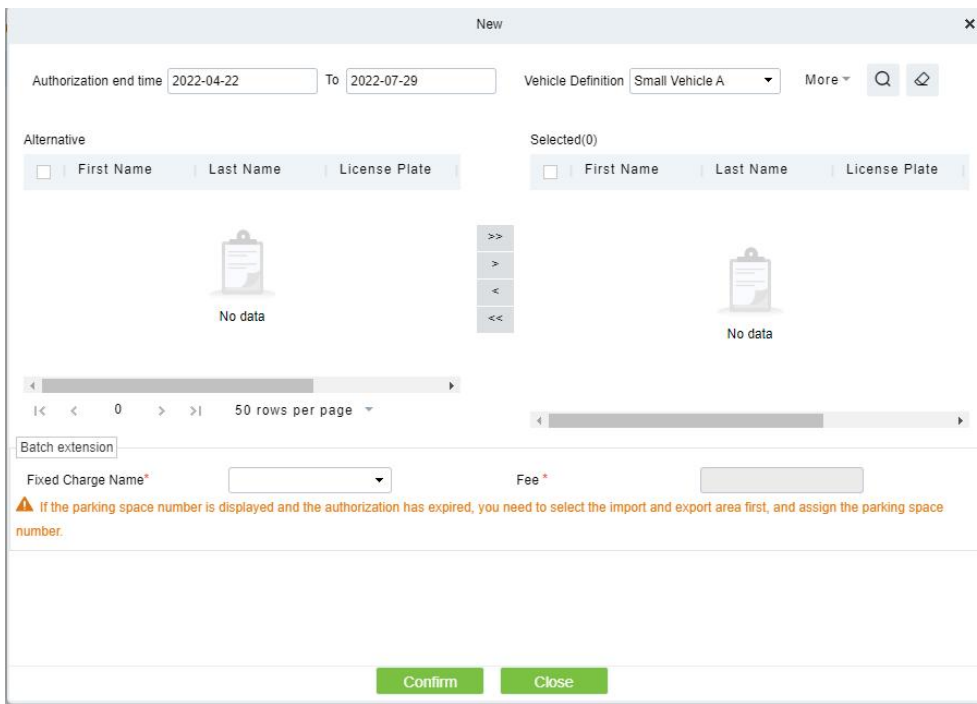 New ×
Authorization end time 2022-04-22 To 2022-07-29 Vehicle Definition Small Vehicle A More
Alternative Selected(0)
First Name Last Name License Plate First Name Last Name License Plate
>>
>
<
<<
No data
No data
|< < 0 > >| 50 rows per page
Batch extension
Fixed Charge Name* Fee *
If the parking space number is displayed and the authorization has expired, you need to select the import and export area first, and assign the parking space
number.
Confirm Close